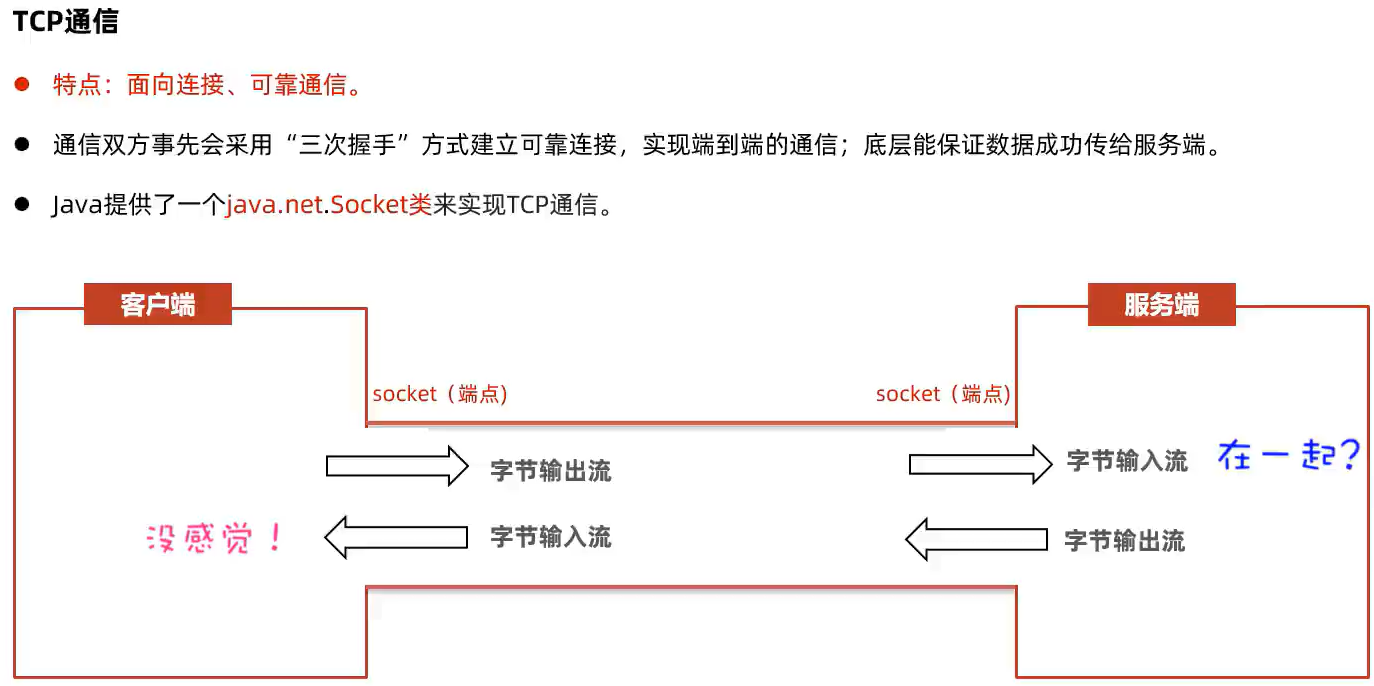 TCP通信
特点：面向连接、可靠通信。
通信双方事先会采用“三次握手”方式建立可靠连接，实现端到端的通信；底层能保证数据成功传给服务端。
Java提供了一个java.net.Socket类来实现TCP通信。
客户端
服务端
socket（端点）
socket（端点）
字节输出流
字节输入流
在一起？
没感觉！
字节输入流
字节输出流